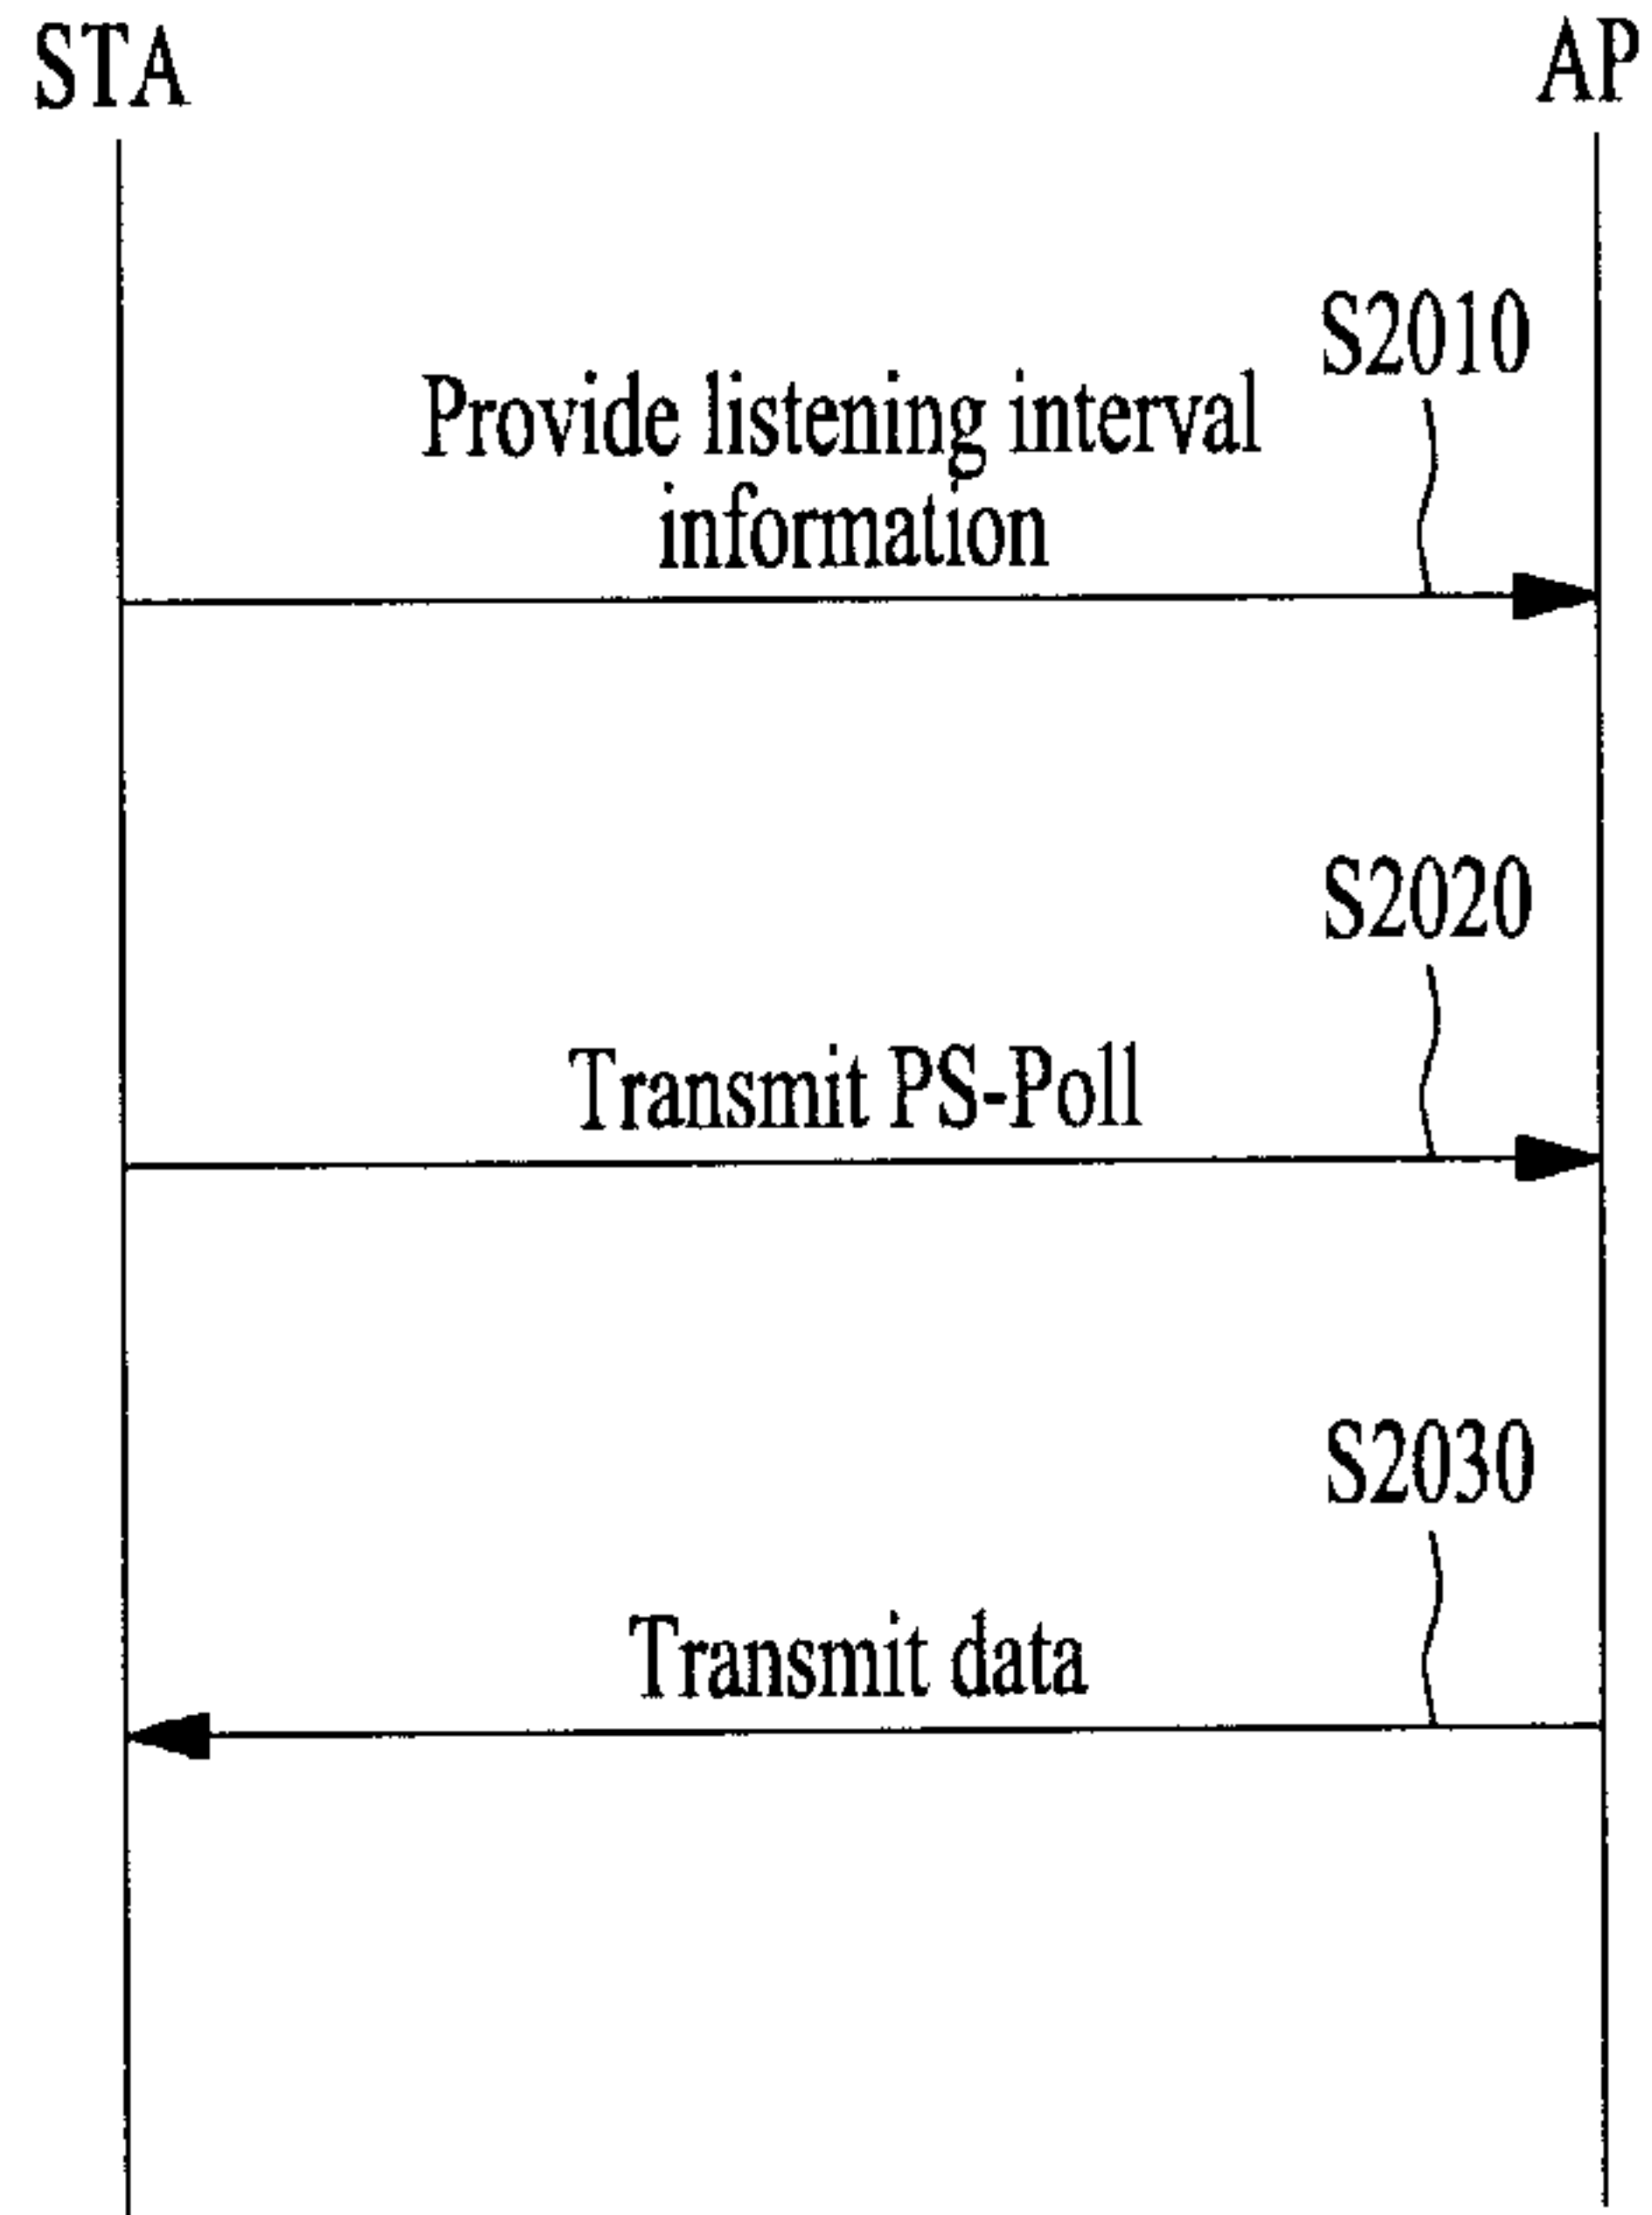 STA
AP
S2010
Provide listening interval
information
S2020
Transmit PS-Poll
S2030
Transmit data